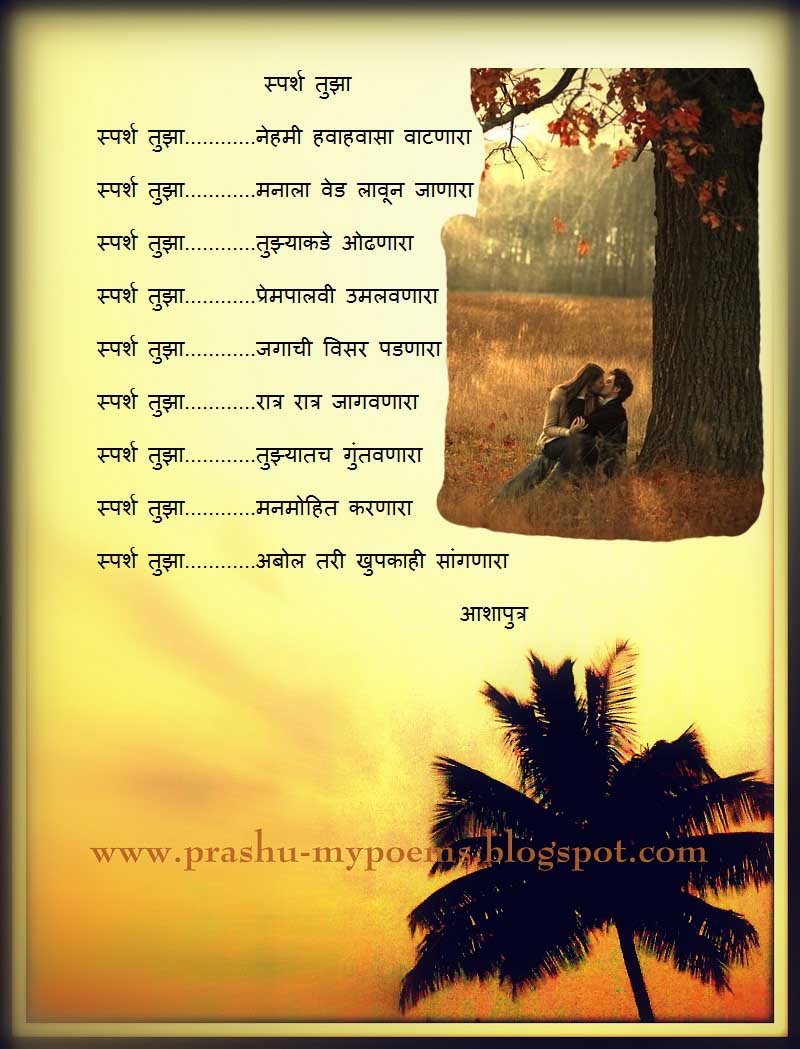 स्पर्श तुझा
स्पर्श तुझा............नेहमी हवाहवासा वाटणारा
स्पर्श तुझा............मनाला वेड लावून जाणारा
स्पर्श तुझा............तुझ्याकडे ओढणारा
स्पर्श तुझा............प्रेमपालवी उमलवणारा
स्पर्श तुझा............जगाची विसर पडणारा
स्पर्श तुझा............रात्र रात्र जागवणारा
स्पर्श तुझा............तुझ्यातच गुंतवणारा
स्पर्श तुझा............मनमोहित करणारा
स्पर्श तुझा............अबोल तरी खुपकाही सांगणारा
आशापुत्र
www.prashu-mypoems.blogspot.com